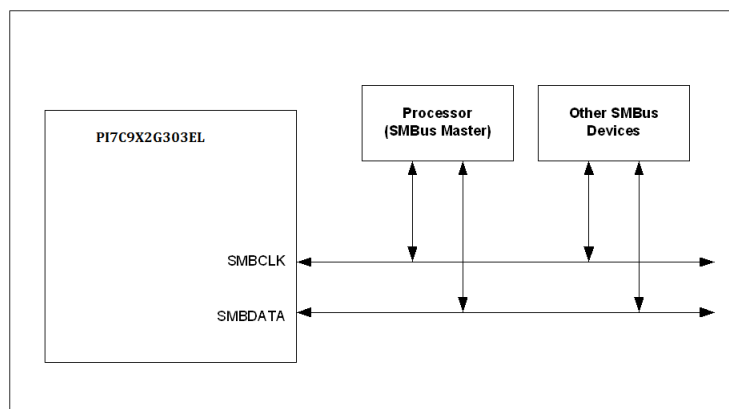 PI7C9X2G303EL
Processor
(SMBus Master)
Other SMBus
Devices
SMBCLK
SMBDATA